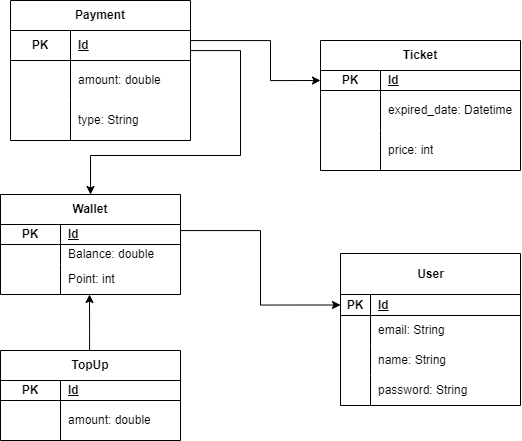 Payment
PK Id
amount: double
type: String
Ticket
PK Id
expired_date: Datetime
price: int
Wallet
PK Id
Balance: double
Point: int
User
PK Id
email: String
name: String
password: String
TopUp
PK Id
amount: double